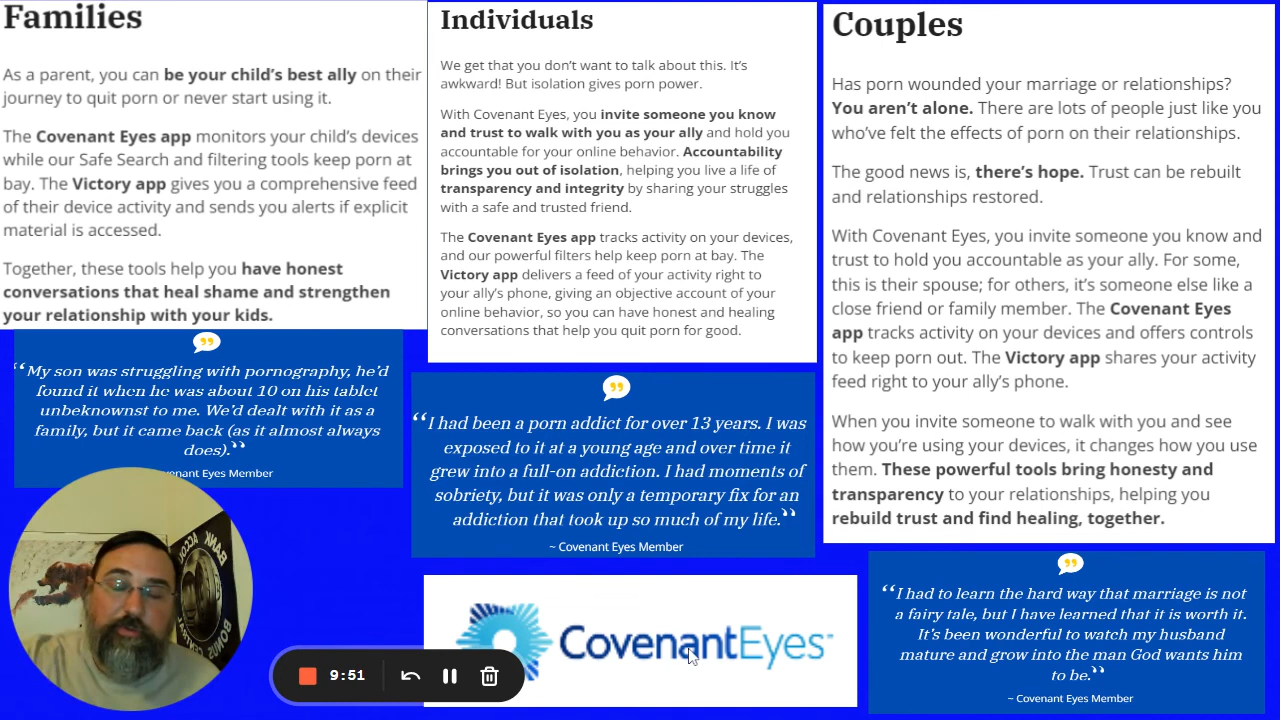 Families
As a parent, you can be your child's best ally on their
journey to quit porn or never start using it.
The Covenant Eyes app monitors your child's devices
while our Safe Search and filtering tools keep porn at
bay. The Victory app gives you a comprehensive feed
of their device activity and sends you alerts if explicit
material is accessed.
Together, these tools help you have honest
conversations that heal shame and strengthen
your relationship with your kids.
“My son was struggling with pornography, he'd
found it when he was about 10 on his tablet
unbeknownst to me. We'd dealt with it as a
family, but it came back (as it almost always
does).”
venant Eyes Member
Individuals
We get that you don't want to talk about this. It's
awkward! But isolation gives porn power.
With Covenant Eyes, you invite someone you know
and trust to walk with you as your ally and hold you
accountable for your online behavior. Accountability
brings you out of isolation, helping you live a life of
transparency and integrity by sharing your struggles
with a safe and trusted friend.
The Covenant Eyes app tracks activity on your devices,
and our powerful filters help keep porn at bay. The
Victory app delivers a feed of your activity right to
your ally's phone, giving an objective account of your
online behavior, so you can have honest and healing
conversations that help you quit porn for good.
“I had been a porn addict for over 13 years. I was
exposed to it at a young age and over time it
grew into a full-on addiction. I had moments of
sobriety, but it was only a temporary fix for an
addiction that took up so much of my life.”
~ Covenant Eyes Member
CovenantEyes
9:51
Couples
Has porn wounded your marriage or relationships?
You aren't alone. There are lots of people just like you
who've felt the effects of porn on their relationships.
The good news is, there's hope. Trust can be rebuilt
and relationships restored.
With Covenant Eyes, you invite someone you know and
trust to hold you accountable as your ally. For some,
this is their spouse; for others, it's someone else like a
close friend or family member. The Covenant Eyes
app tracks activity on your devices and offers controls
to keep porn out. The Victory app shares your activity
feed right to your ally's phone.
When you invite someone to walk with you and see
how you're using your devices, it changes how you use
them. These powerful tools bring honesty and
transparency to your relationships, helping you
rebuild trust and find healing, together.
“I had to learn the hard way that marriage is not
a fairy tale, but I have learned that it is worth it.
It's been wonderful to watch my husband
mature and grow into the man God wants him
to be.”
~ Covenant Eyes Member